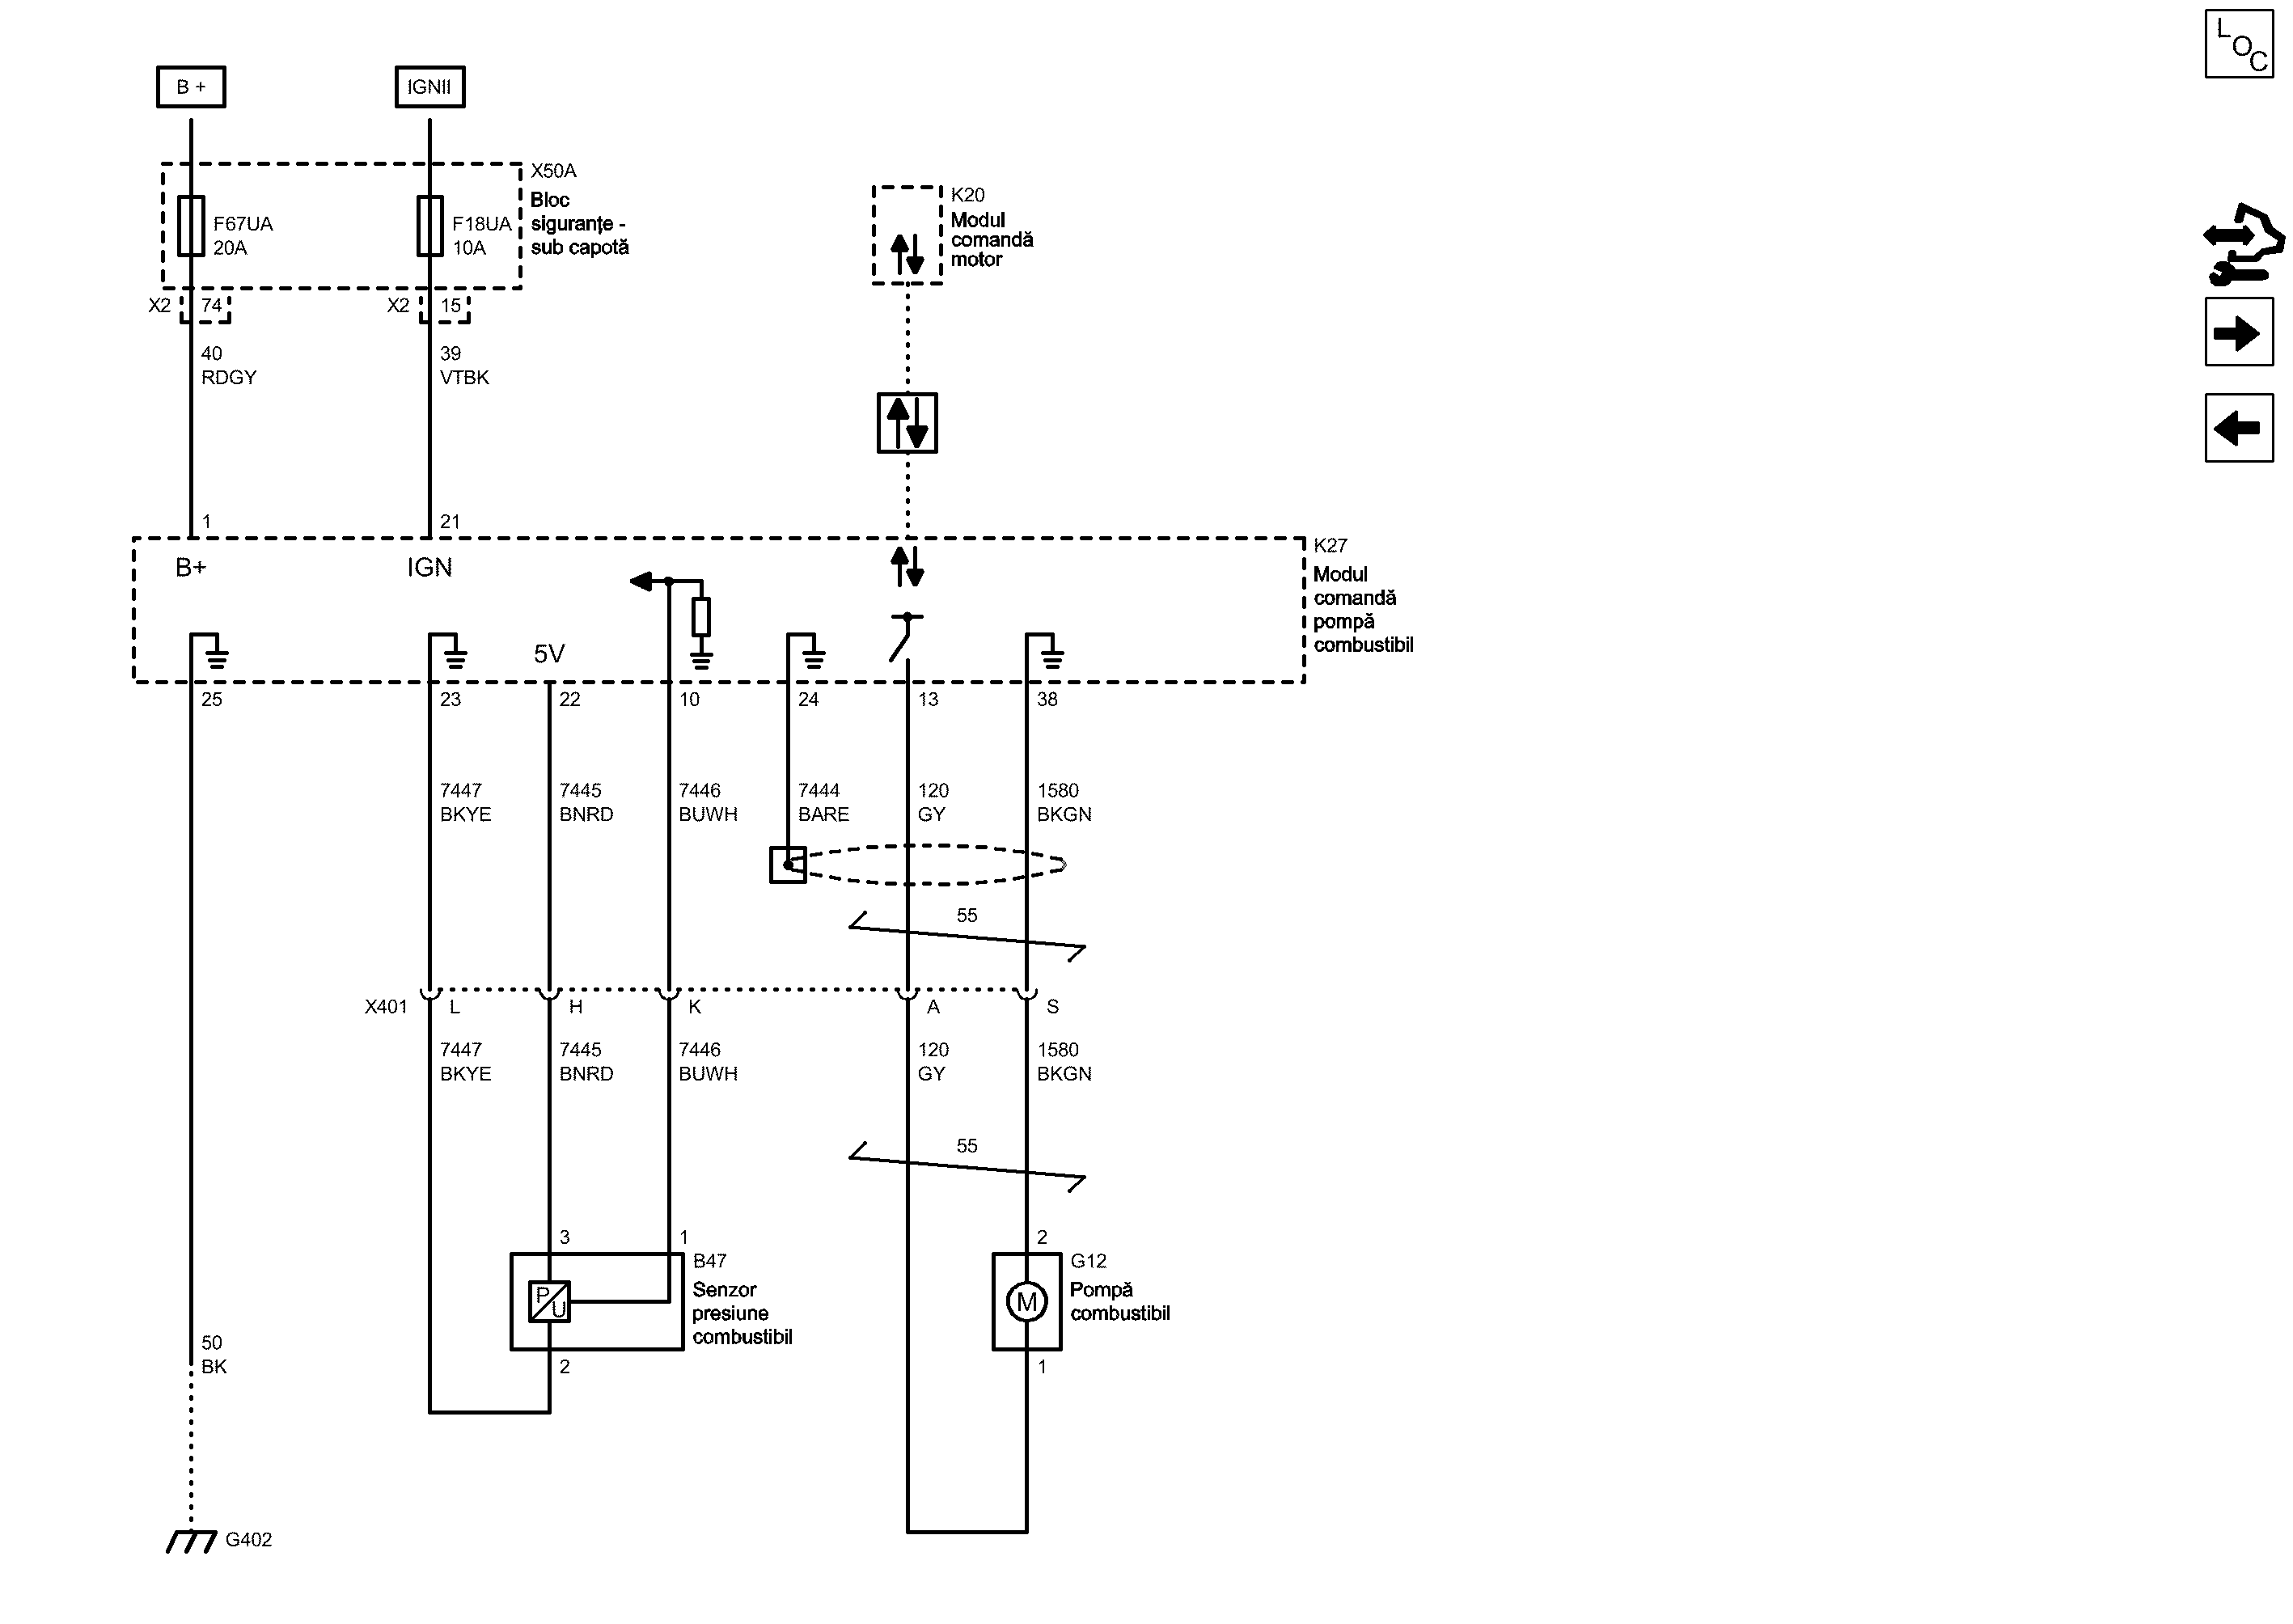 L
O
C
B +
IGNII
X50A
Bloc
siguranțe -
sub capotă
F67UA
20A
F18UA
10A
K20
Modul
comandă
motor
X2
74
X2
15
40
RDGY
39
VTBK
1
21
K27
Modul
comandă
pompă
combustibil
B+
IGN
5V
25
23
22
10
24
13
38
7447
BKYE
7445
BNRD
7446
BUWH
7444
BARE
120
GY
1580
BKGN
55
X401
L
H
K
A
S
7447
BKYE
7445
BNRD
7446
BUWH
120
GY
1580
BKGN
55
3
1
2
B47
Senzor
presiune
combustibil
P
U
G12
Pompă
combustibil
M
50
BK
2
1
G402